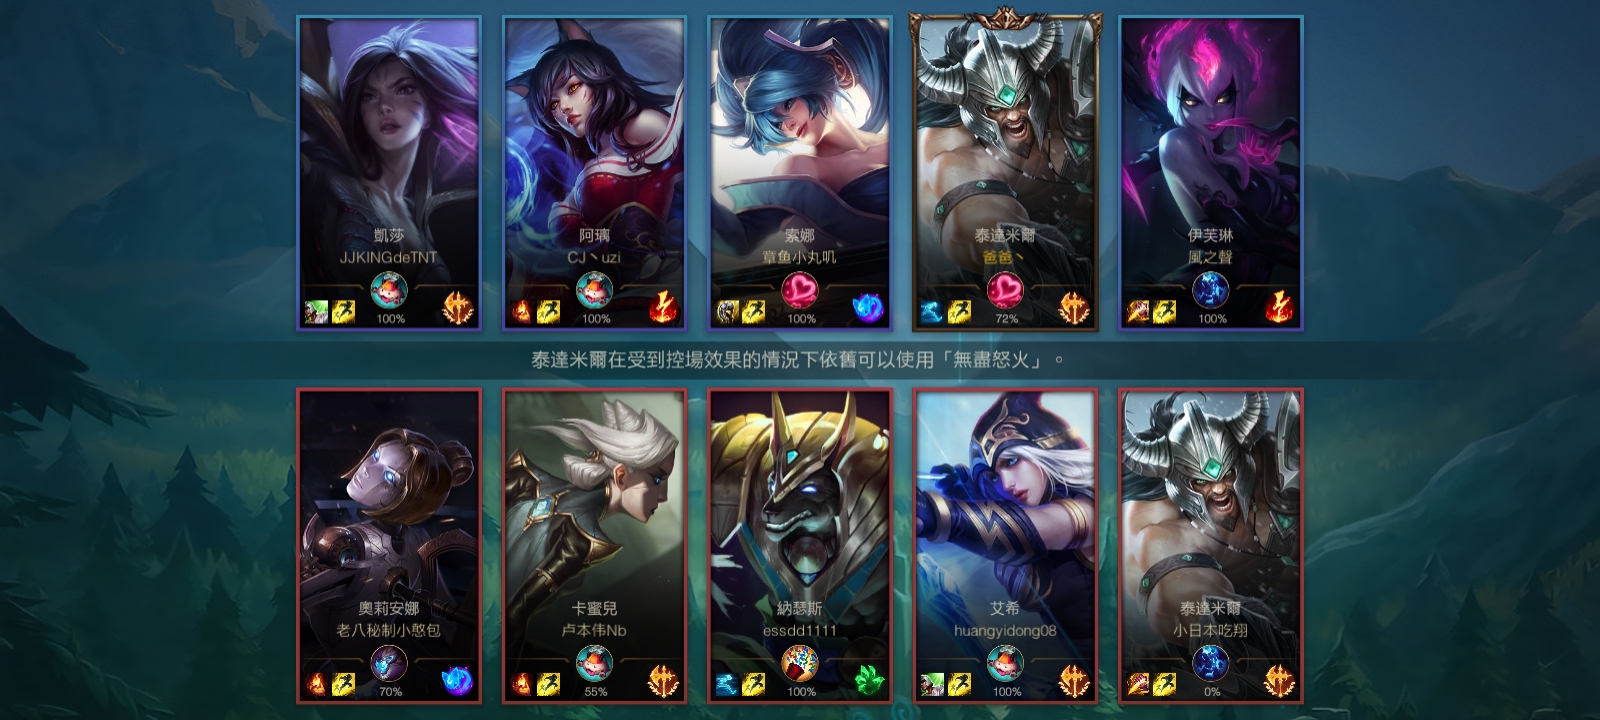 凱莎
JJKINGdeTNT
100%
阿璃
CJ丶uzi
100%
索娜
章鱼小丸叽
100%
泰達米爾
爸爸丶
72%
伊芙琳
風之聲
100%
泰達米爾在受到控場效果的情況下依舊可以使用「無盡怒火」。
奧莉安娜
老八秘制小憨包
70%
卡蜜兒
卢本伟Nb
55%
納瑟斯
essdd1111
100%
艾希
huangyidong08
100%
泰達米爾
小日本吃翔
0%